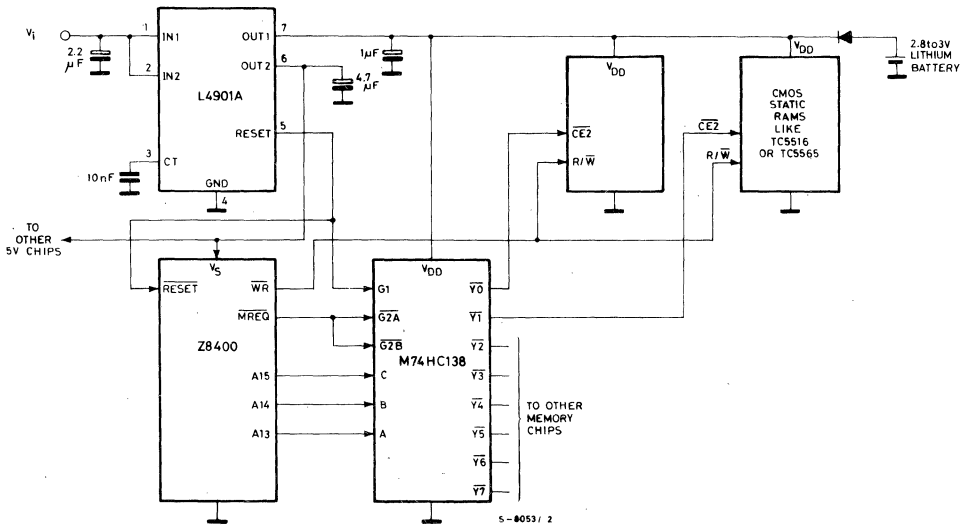 Vi
1
IN1
2.2
µF
2
IN2
L4901A
OUT1
7
OUT2
6
RESET
5
3
CT
10nF
GND
4
1µF
4.7
µF
VDD
CE2
R/W
VDD
CMOS
STATIC
RAMS
LIKE
TC5516
OR TC5565
CE2
R/W
2.8to3V
LITHIUM
BATTERY
TO
OTHER
5V CHIPS
VS
RESET
WR
MREQ
Z8400
A15
A14
A13
VDD
G1
G2A
G2B
M74HC138
C
B
A
Y0
Y1
Y2
Y3
Y4
Y5
Y6
Y7
TO OTHER
MEMORY
CHIPS
S-8053/2